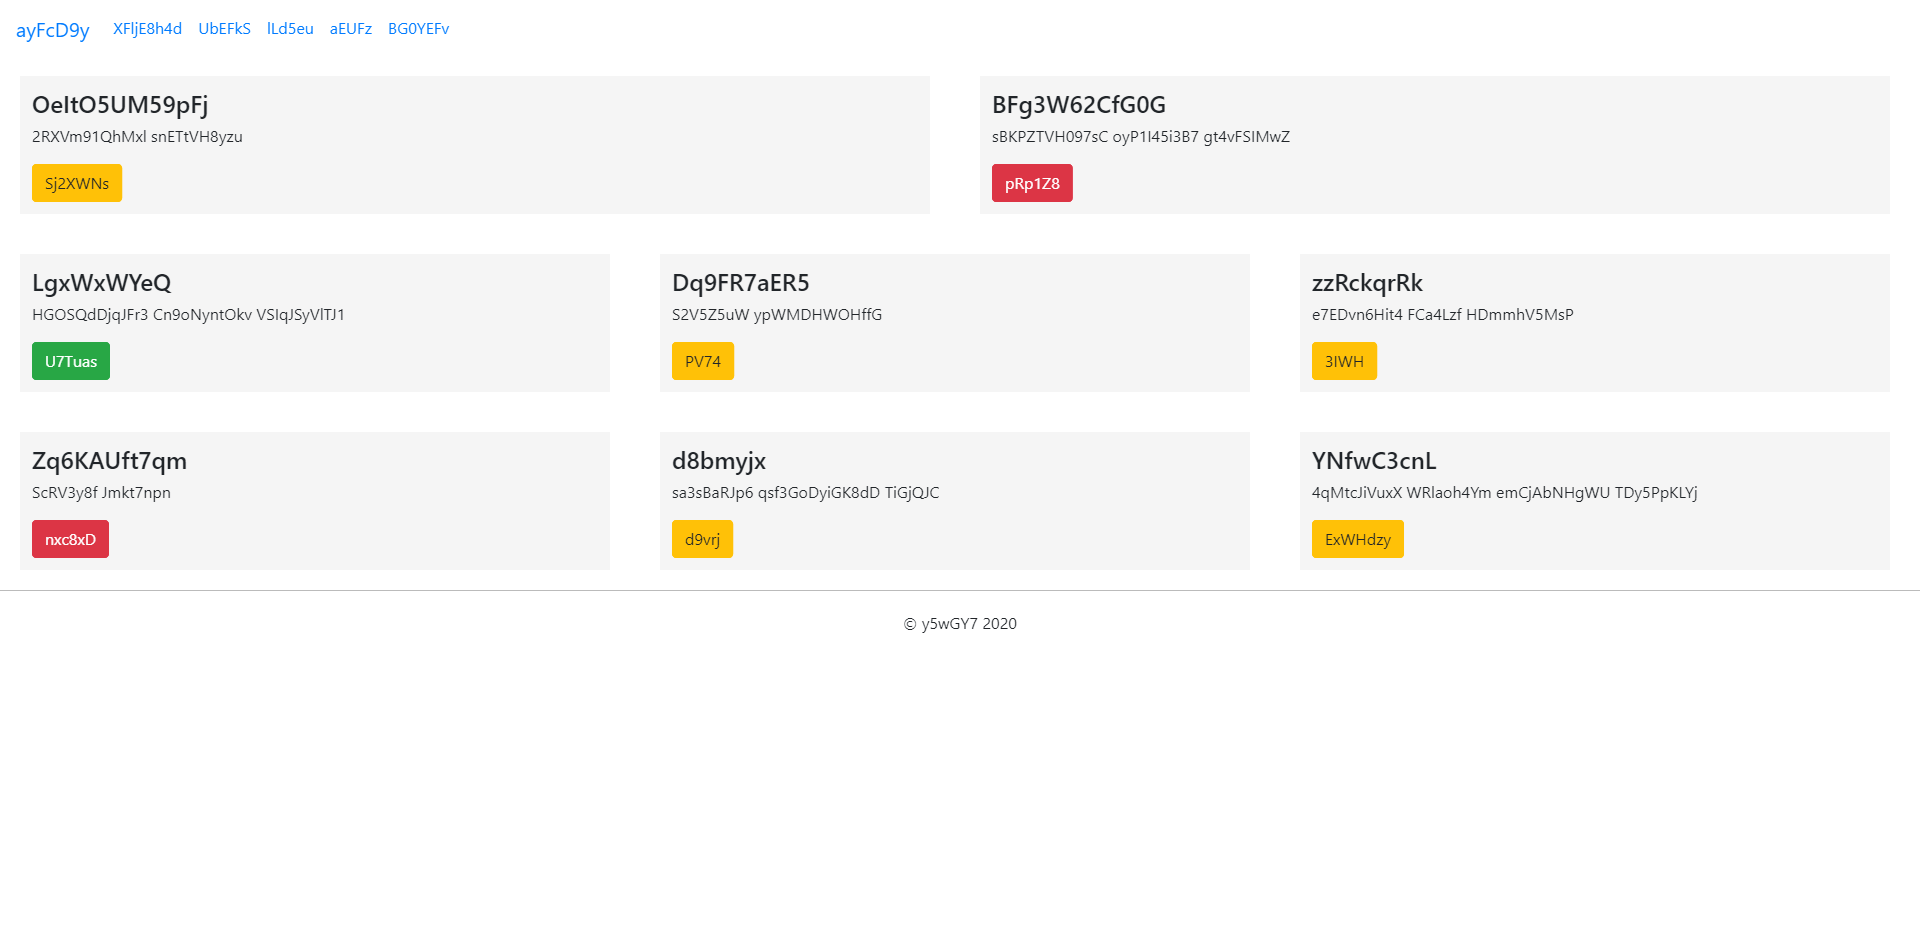 ayFcD9y XFljE8h4d UbEFkS lLd5eu aEUFz BG0YEFv
OeItO5UM59pFj
2RXVm91QhMxl snETtVH8yzu
Sj2XWNs
BFg3W62CfG0G
sBKPZTVH097sC oyP1I45i3B7 gt4vFSIMwZ
pRp1Z8
LgxWxWYeQ
HGOSQdDjqJFr3 Cn9oNyntOkv VSIqJSyVlTJ1
U7Tuas
Dq9FR7aER5
S2V5Z5uW ypWMDHWOHffG
PV74
zzRckqrRk
e7EDvn6Hit4 FCa4Lzf HDmmhV5MsP
3IWH
Zq6KAUft7qm
ScRV3y8f Jmkt7npn
nxc8xD
d8bmyjx
sa3sBaRJp6 qsf3GoDyiGK8dD TiGjQJC
d9vrj
YNfwC3cnL
4qMtcJiVuxX WRlaoh4Ym emCjAbNHgWU TDy5PpKLYj
ExWHdzy
© y5wGY7 2020